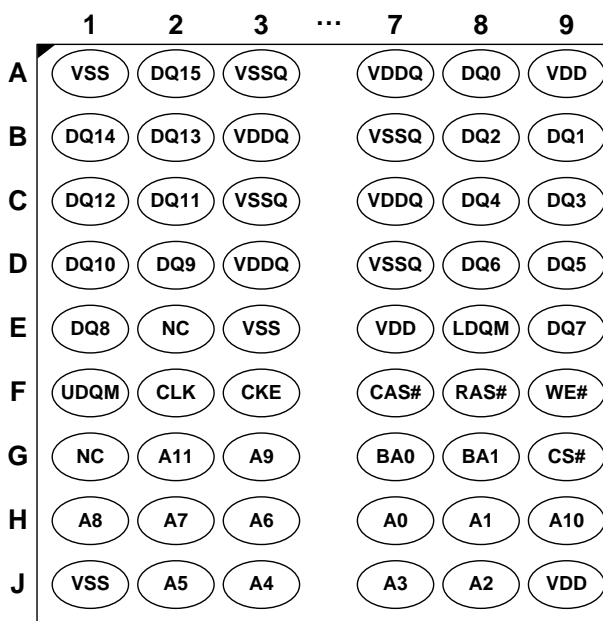 1 2 3 ... 7 8 9
A VSS DQ15 VSSQ VDDQ DQ0 VDD
B DQ14 DQ13 VDDQ VSSQ DQ2 DQ1
C DQ12 DQ11 VSSQ VDDQ DQ4 DQ3
D DQ10 DQ9 VDDQ VSSQ DQ6 DQ5
E DQ8 NC VSS VDD LDQM DQ7
F UDQM CLK CKE CAS# RAS# WE#
G NC A11 A9 BA0 BA1 CS#
H A8 A7 A6 A0 A1 A10
J VSS A5 A4 A3 A2 VDD